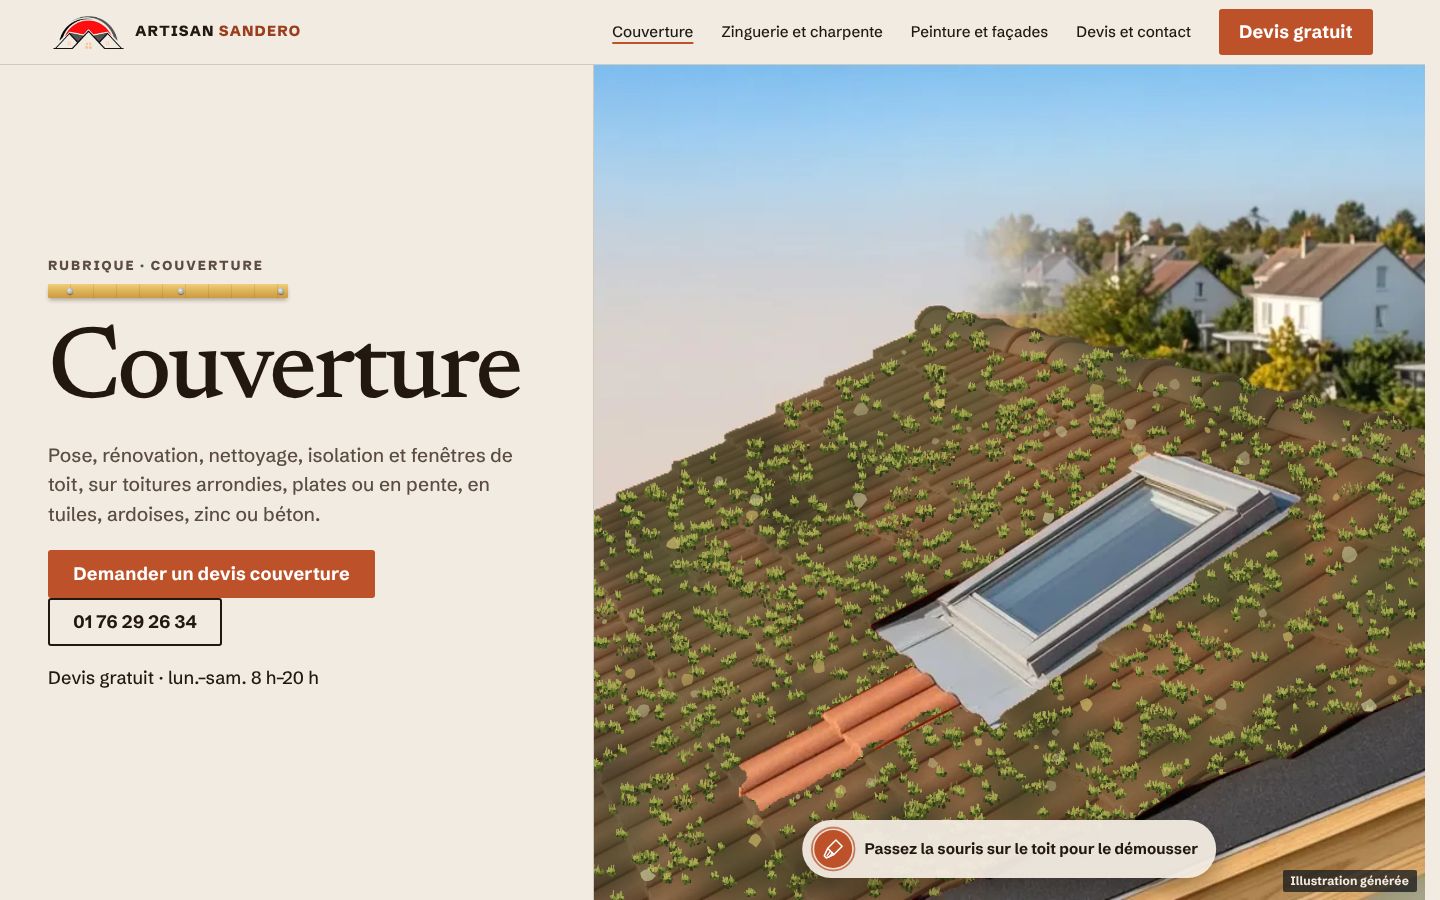 ARTISAN SANDERO
Couverture
Zinguerie et charpente
Peinture et façades
Devis et contact
Devis gratuit
RUBRIQUE · COUVERTURE
Couverture
Pose, rénovation, nettoyage, isolation et fenêtres de
toit, sur toitures arrondies, plates ou en pente, en
tuiles, ardoises, zinc ou béton.
Demander un devis couverture
01 76 29 26 34
Devis gratuit · lun.–sam. 8 h–20 h
Passez la souris sur le toit pour le démousser
Illustration générée